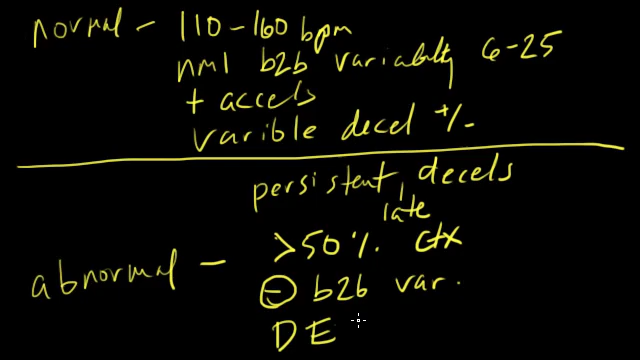 normal - 110-160 bpm
nml b2b variability 6-25
+ accels
varible decel +/-
persistent, decels
late
>50% ctx
abnormal -
⊖ b2b var.
DE